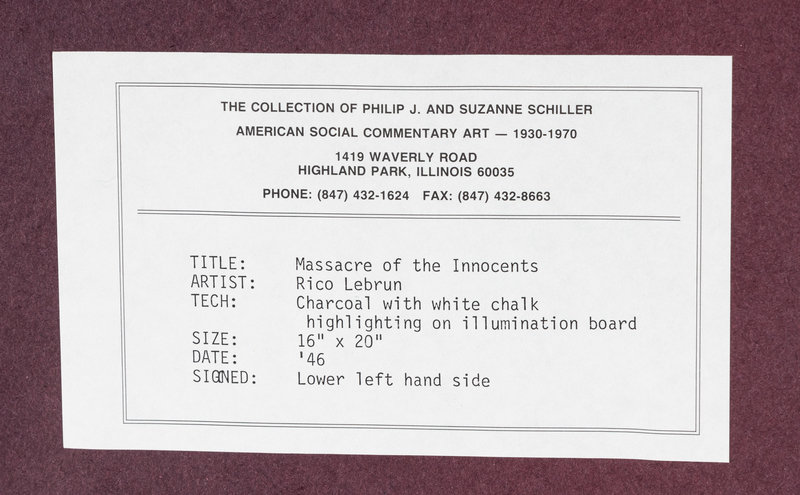 THE COLLECTION OF PHILIP J. AND SUZANNE SCHILLER
AMERICAN SOCIAL COMMENTARY ART — 1930-1970
1419 WAVERLY ROAD
HIGHLAND PARK, ILLINOIS 60035
PHONE: (847) 432-1624 FAX: (847) 432-8663
TITLE: Massacre of the Innocents
ARTIST: Rico Lebrun
TECH: Charcoal with white chalk
highlighting on illumination board
SIZE: 16" x 20"
DATE: '46
SIGNED: Lower left hand side